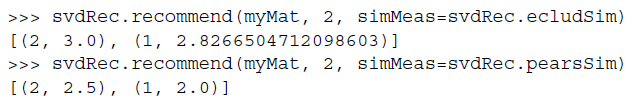 >>> svdRec.recommend(myMat, 2, simMeas=svdRec.ecludSim)
[(2, 3.0), (1, 2.8266504712098603)]
>>> svdRec.recommend(myMat, 2, simMeas=svdRec.pearsSim)
[(2, 2.5), (1, 2.0)]